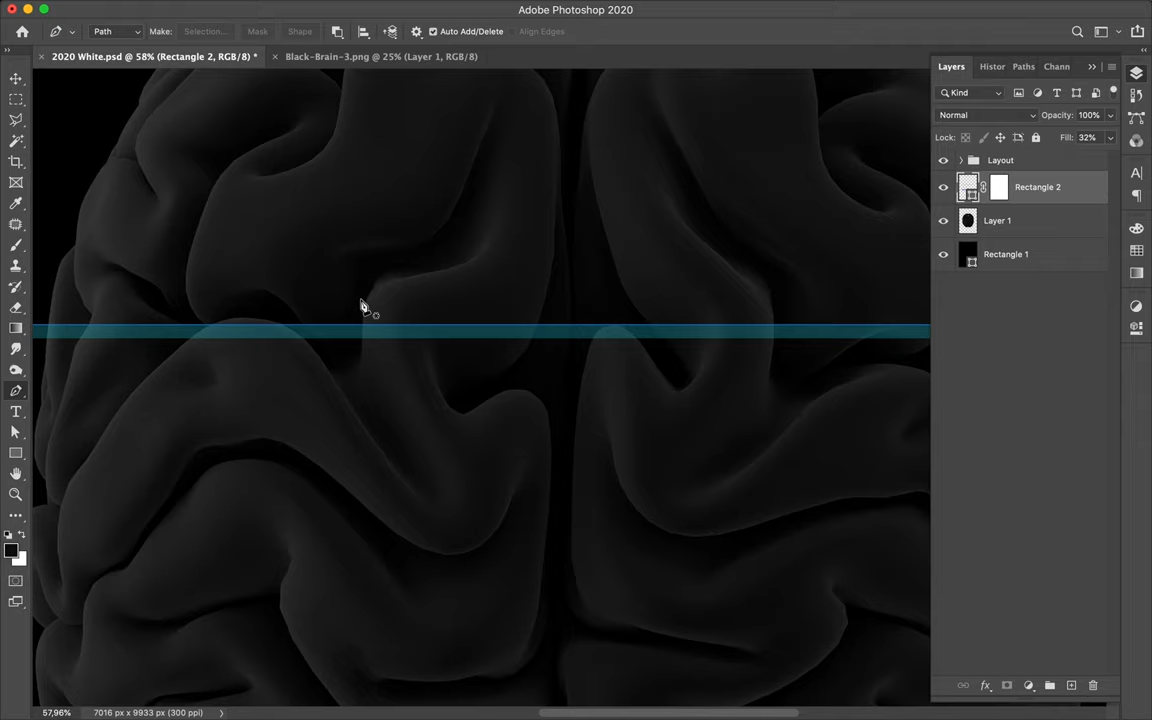 Adobe Photoshop 2020
Path Make: Selection... Mask Shape Auto Add/Delete Align Edges
× 2020 White.psd @ 58% (Rectangle 2, RGB/8) * × Black-Brain-3.png @ 25% (Layer 1, RGB/8)
Layers Histor Paths Chann
Kind
Normal Opacity: 100%
Lock: Fill: 32%
Layout
Rectangle 2
Layer 1
Rectangle 1
57,96% 7016 px x 9933 px (300 ppi)